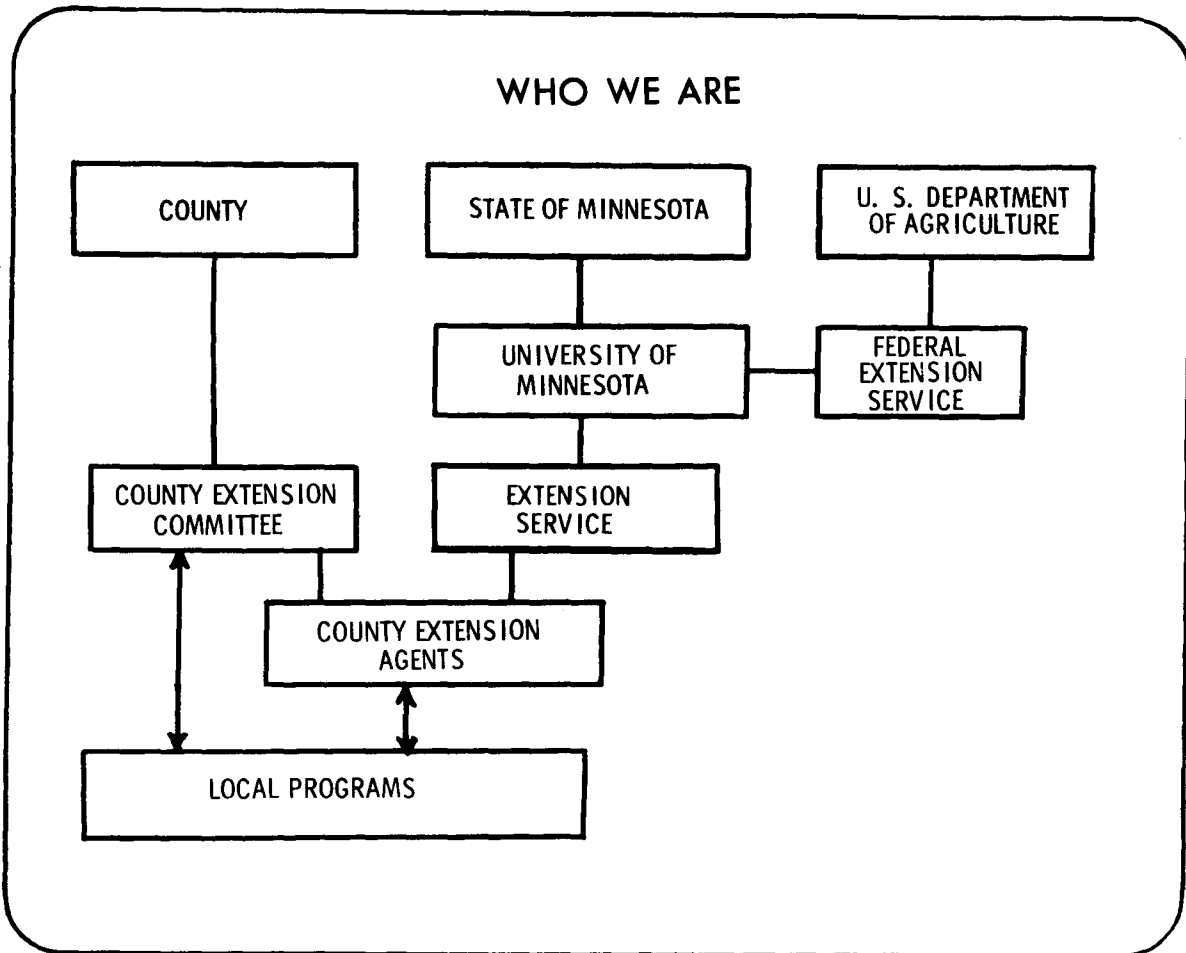 WHO WE ARE
COUNTY
STATE OF MINNESOTA
U. S. DEPARTMENT
OF AGRICULTURE
UNIVERSITY OF
MINNESOTA
FEDERAL
EXTENSION
SERVICE
COUNTY EXTENSION
COMMITTEE
EXTENSION
SERVICE
COUNTY EXTENSION
AGENTS
LOCAL PROGRAMS